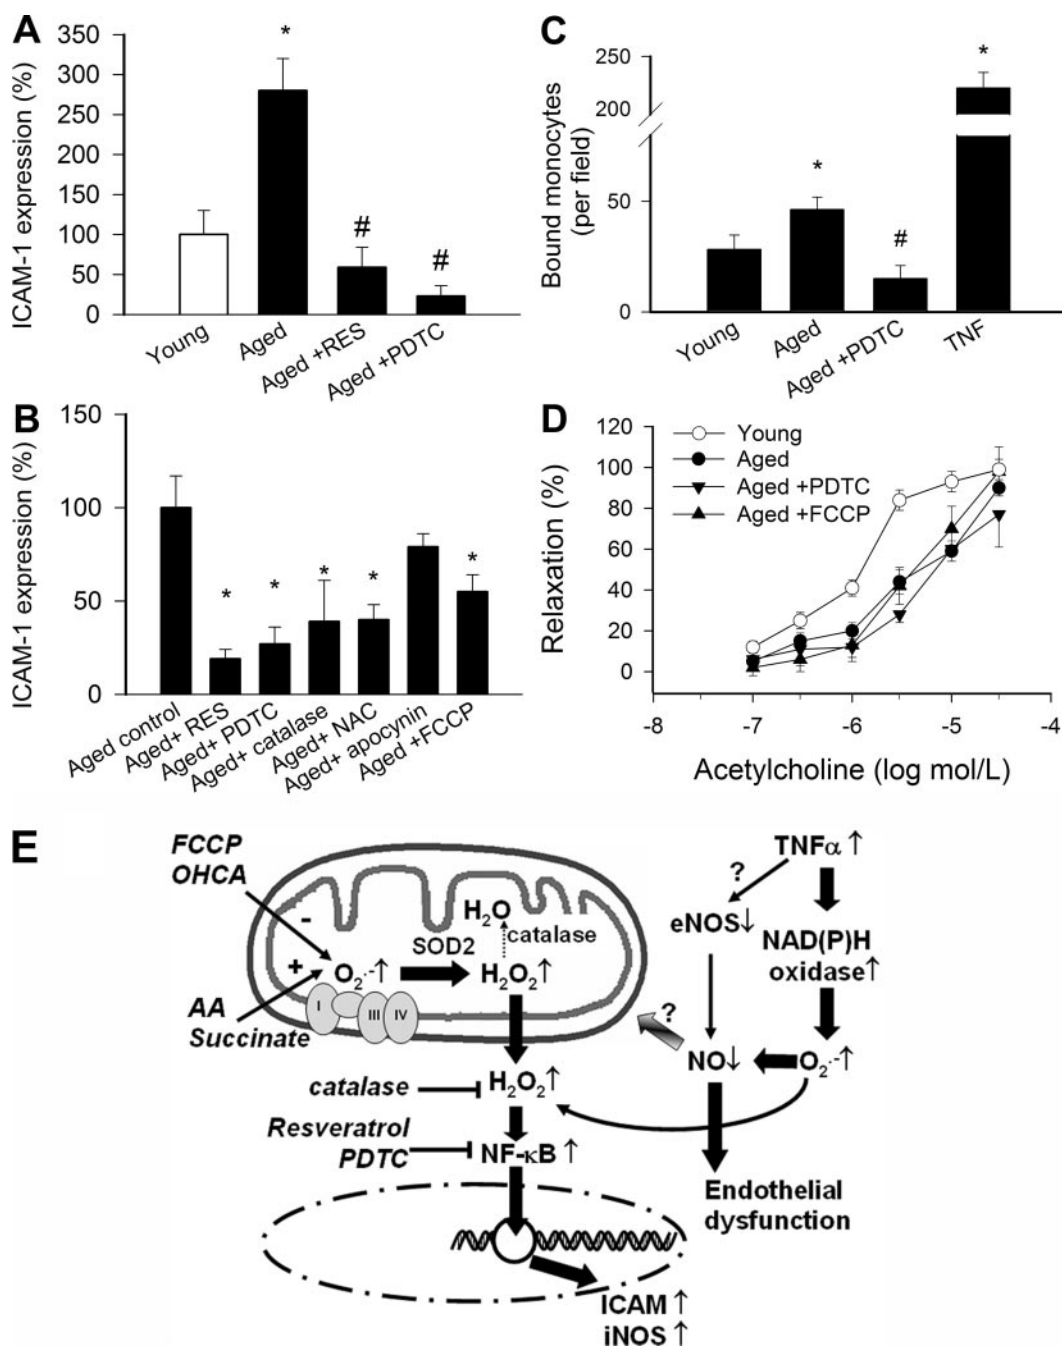 A
ICAM-1 expression (%)
350
300
250
200
150
100
50
0
*
#
#
Young
Aged
Aged +RES
Aged +PDTC
C
Bound monocytes
(per field)
250
200
50
0
*
#
*
Young
Aged
Aged +PDTC
TNF
B
ICAM-1 expression (%)
150
100
50
0
*
*
*
*
*
Aged control
Aged+ RES
Aged+ PDTC
Aged+ catalase
Aged+ NAC
Aged+ apocynin
Aged +FCCP
D
Relaxation (%)
120
100
80
60
40
20
0
Young
Aged
Aged +PDTC
Aged +FCCP
-8
-7
-6
-5
-4
Acetylcholine (log mol/L)
E
FCCP
OHCA
-
+
O₂·-↑
SOD2
H₂O
catalase
H₂O₂↑
I
III
IV
AA
Succinate
TNFα↑
?
eNOS↓
NAD(P)H
oxidase↑
?
NO↓
O₂·-↑
catalase
H₂O₂↑
Resveratrol
PDTC
NF-κB ↑
Endothelial
dysfunction
ICAM ↑
iNOS ↑